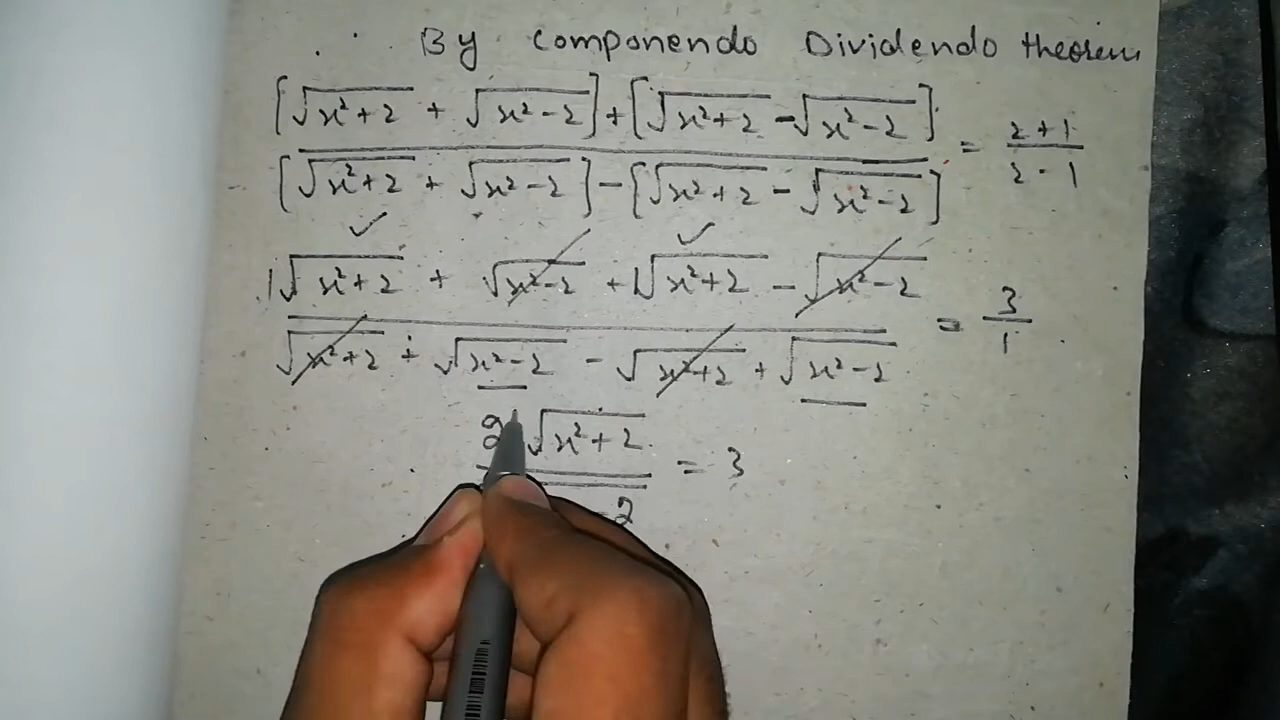 ∴ By Componendo Dividendo theorem
[√(x²+2) + √(x²-2)] + [√(x²+2) - √(x²-2)] = 2+1
[√(x²+2) + √(x²-2)] - [√(x²+2) - √(x²-2)] 2-1
1√(x²+2) + √(x²-2) + 1√(x²+2) - √(x²-2) = 3
√(x²+2) + √(x²-2) - √(x²+2) + √(x²-2) 1
2√(x²+2) = 3
-2